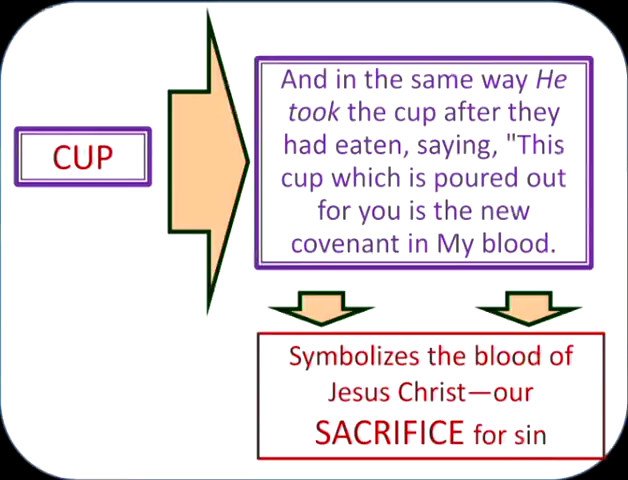 CUP
And in the same way He
took the cup after they
had eaten, saying, "This
cup which is poured out
for you is the new
covenant in My blood.
Symbolizes the blood of
Jesus Christ—our
SACRIFICE for sin